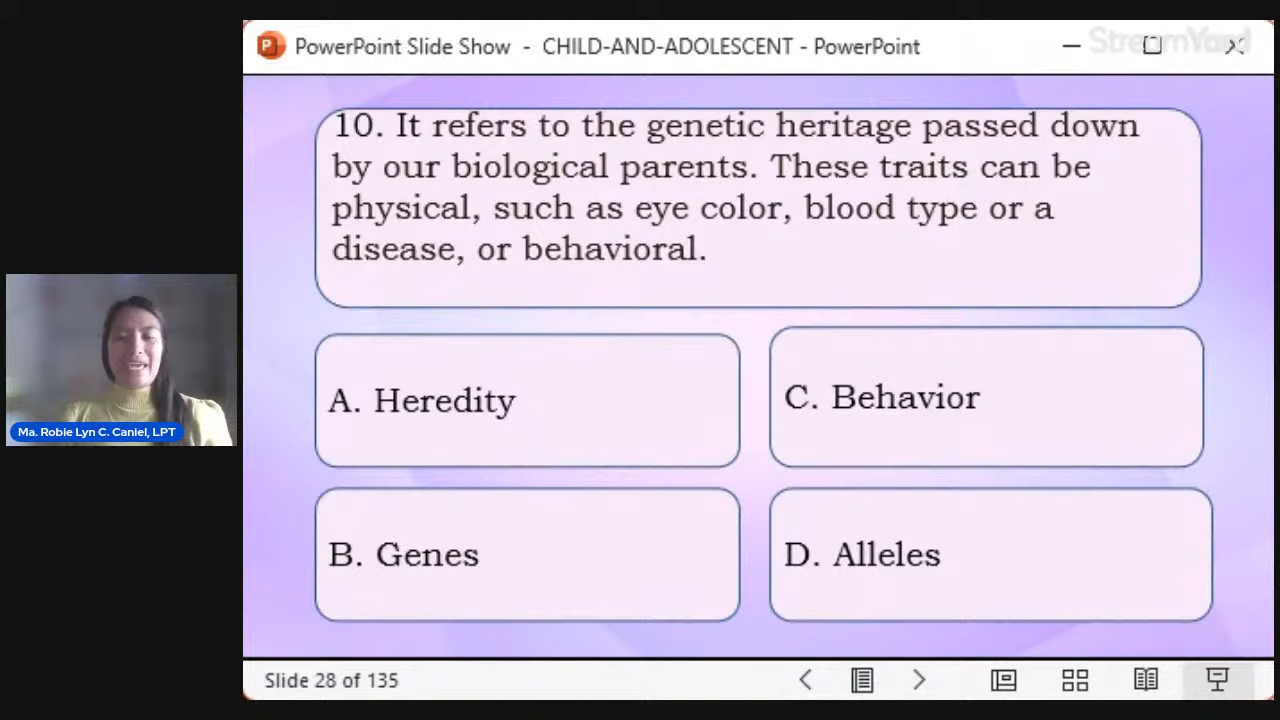 PowerPoint Slide Show - CHILD-AND-ADOLESCENT - PowerPoint
StreamYard
10. It refers to the genetic heritage passed down
by our biological parents. These traits can be
physical, such as eye color, blood type or a
disease, or behavioral.
A. Heredity
C. Behavior
B. Genes
D. Alleles
Ma. Robie Lyn C. Caniel, LPT
Slide 28 of 135